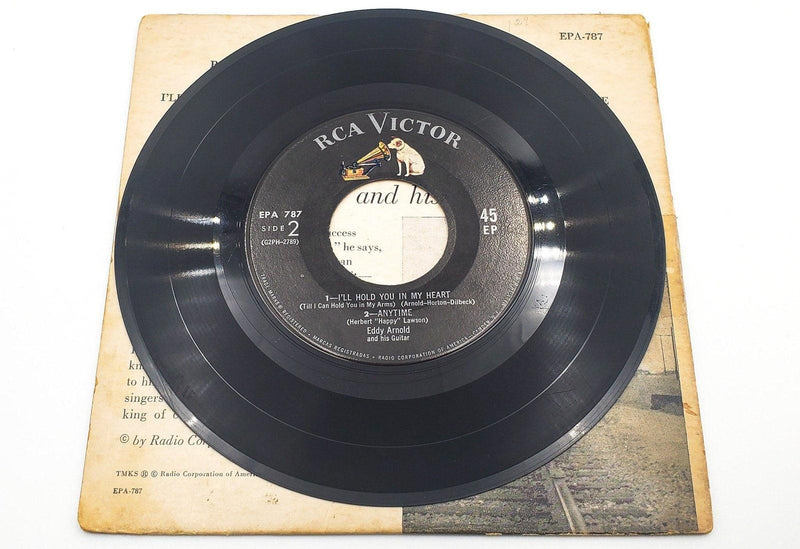 EPA-787
RCA VICTOR
and his
EPA 787
SIDE 2
(G2PH-2789)
45
EP
" he says,
an
1—I'LL HOLD YOU IN MY HEART
(Till I Can Hold You in My Arms) (Arnold-Horton-Dilbeck)
2—ANYTIME
(Herbert "Happy" Lawson)
Eddy Arnold
and his Guitar
TRADE MARKS ® REGISTERED • MARCAS REGISTRADAS • RADIO CORPORATION OF AMERICA—CAMDEN, N.J.
to hi
singers
king of
© by Radio Corp
TMKS ® © Radio Corporation of Ameri
EPA-787